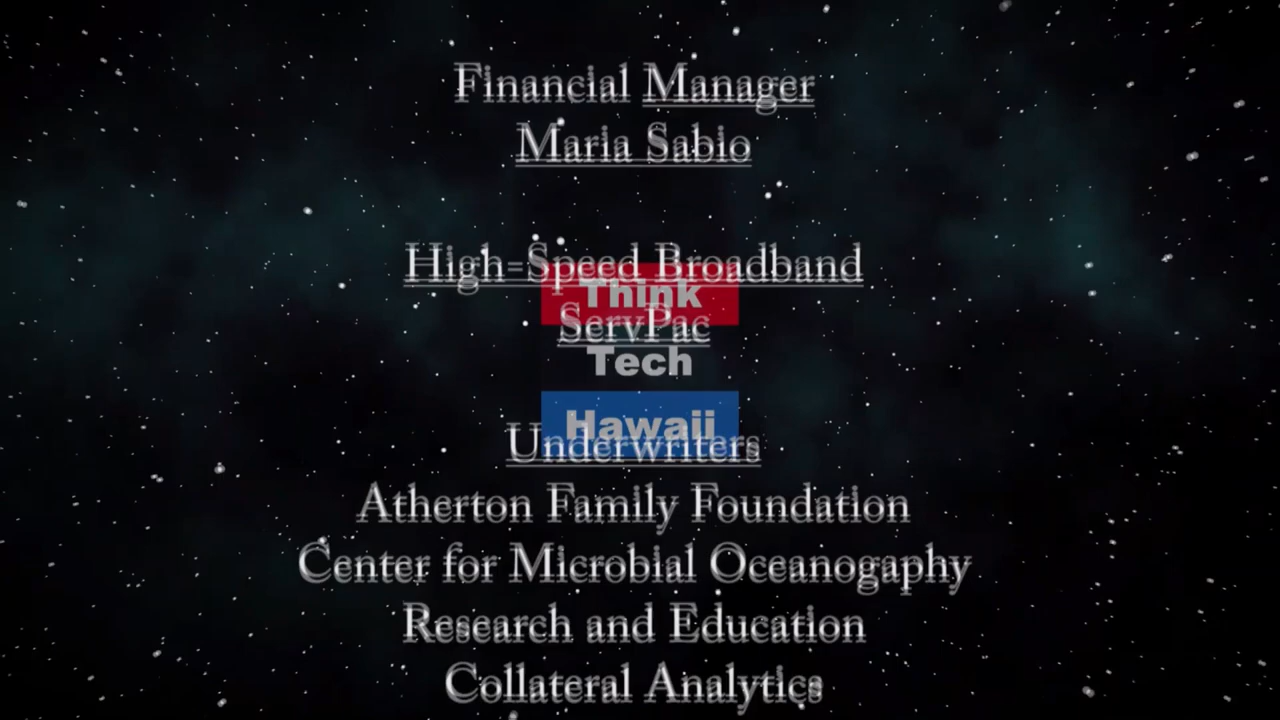 Financial Manager
Maria Sabio
High-Speed Broadband
Think
ServPac
Tech
Hawaii
Underwriters
Atherton Family Foundation
Center for Microbial Oceanogaphy
Research and Education
Collateral Analytics